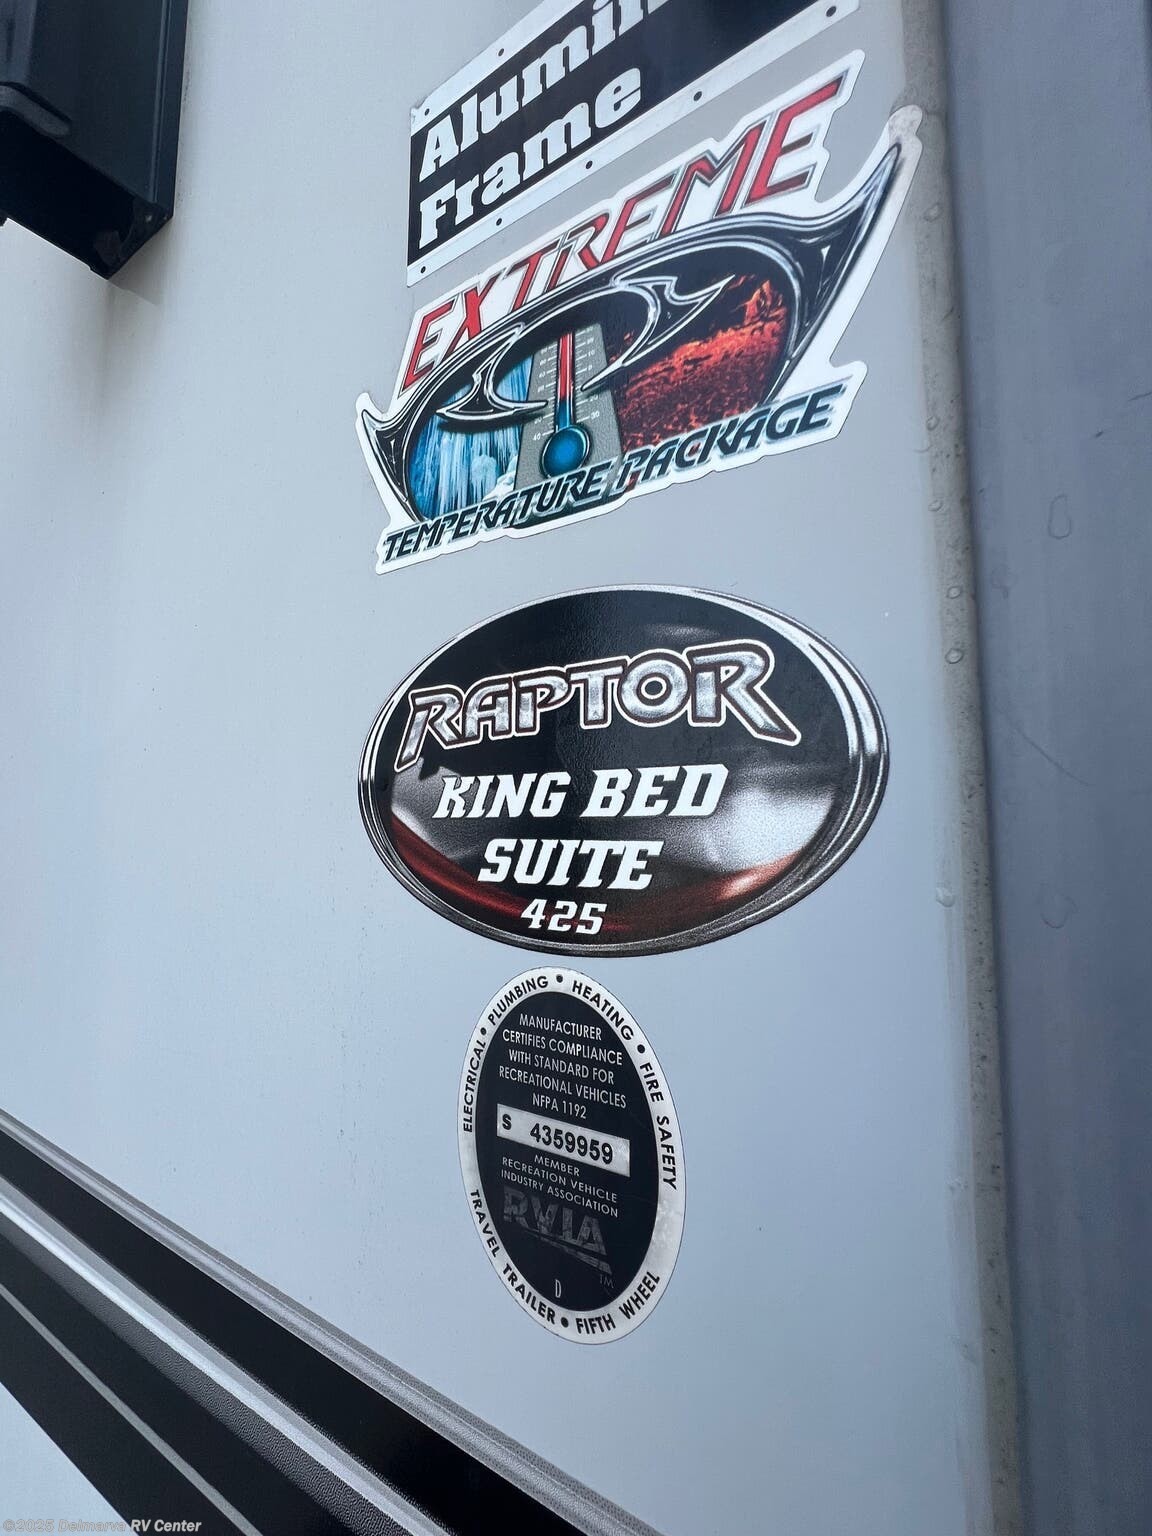 Frame
EXTREME
TEMPERATURE PACKAGE
RAPTOR
KING BED
SUITE
425
ELECTRICAL • PLUMBING • HEATING • FIRE SAFETY
MANUFACTURER
CERTIFIES COMPLIANCE
WITH STANDARD FOR
RECREATIONAL VEHICLES
NFPA 1192
S 4359959
MEMBER
RECREATION VEHICLE
INDUSTRY ASSOCIATION
RVIA
TM
D
TRAVEL TRAILER • FIFTH WHEEL
©2025 Delmarva RV Center